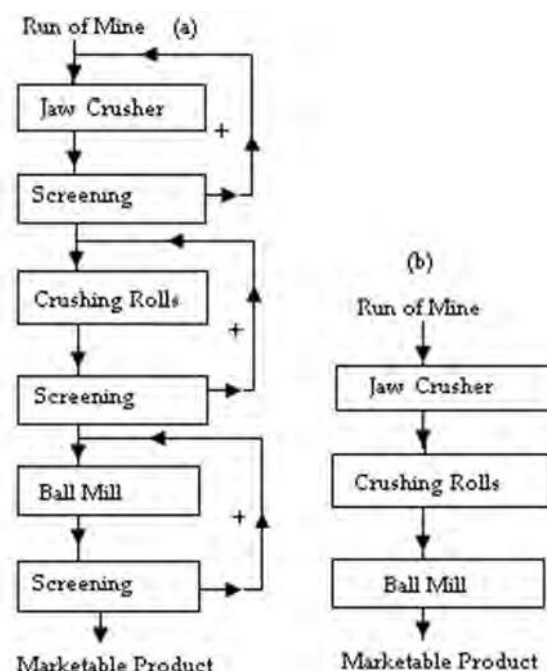 Run of Mine (a)
Jaw Crusher
+
Screening
Crushing Rolls
+
Screening
Ball Mill
+
Screening
Marketable Product
(b)
Run of Mine
Jaw Crusher
Crushing Rolls
Ball Mill
Marketable Product